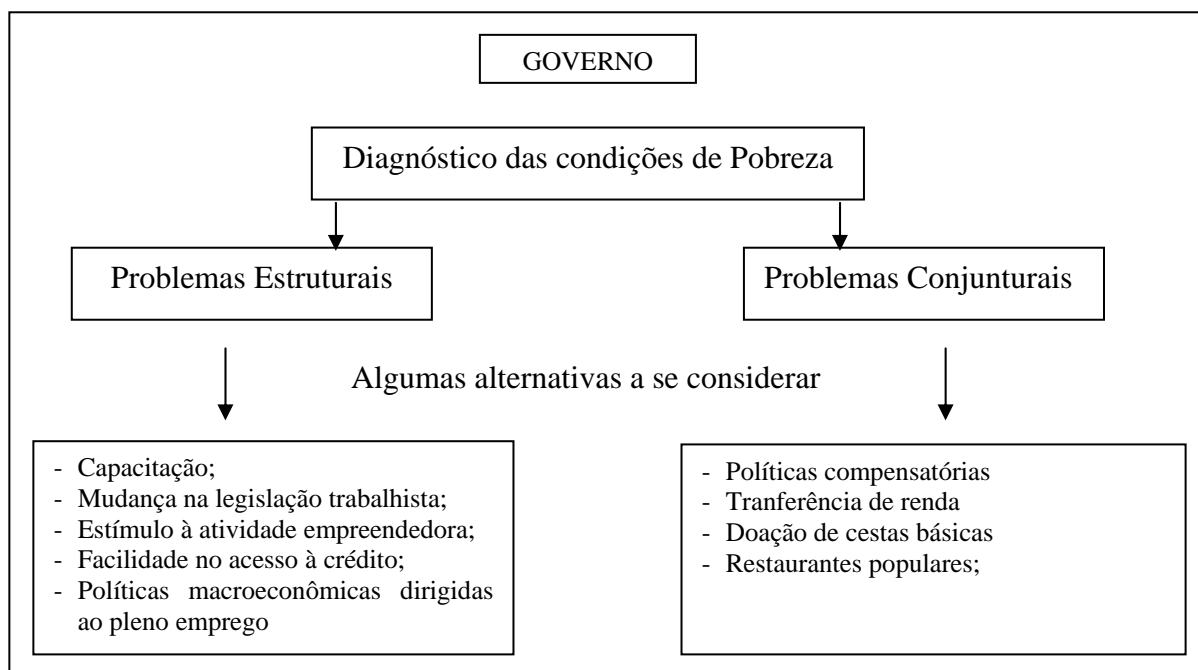 GOVERNO
Diagnóstico das condições de Pobreza
Problemas Estruturais
Problemas Conjunturais
Algumas alternativas a se considerar
- Capacitação;
- Mudança na legislação trabalhista;
- Estímulo à atividade empreendedora;
- Facilidade no acesso à crédito;
- Políticas macroeconômicas dirigidas
ao pleno emprego
- Políticas compensatórias
- Tranferência de renda
- Doação de cestas básicas
- Restaurantes populares;